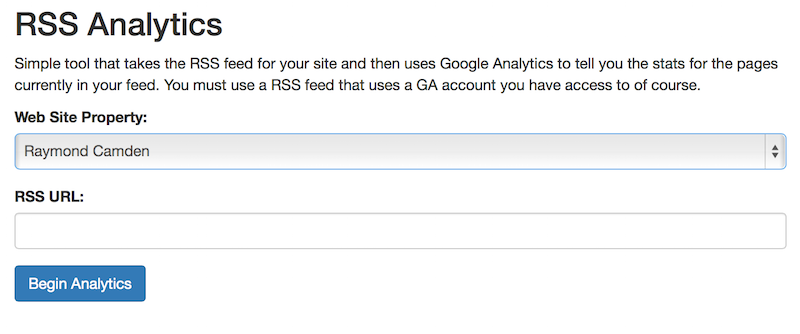 RSS Analytics
Simple tool that takes the RSS feed for your site and then uses Google Analytics to tell you the stats for the pages
currently in your feed. You must use a RSS feed that uses a GA account you have access to of course.
Web Site Property:
Raymond Camden
RSS URL:
Begin Analytics